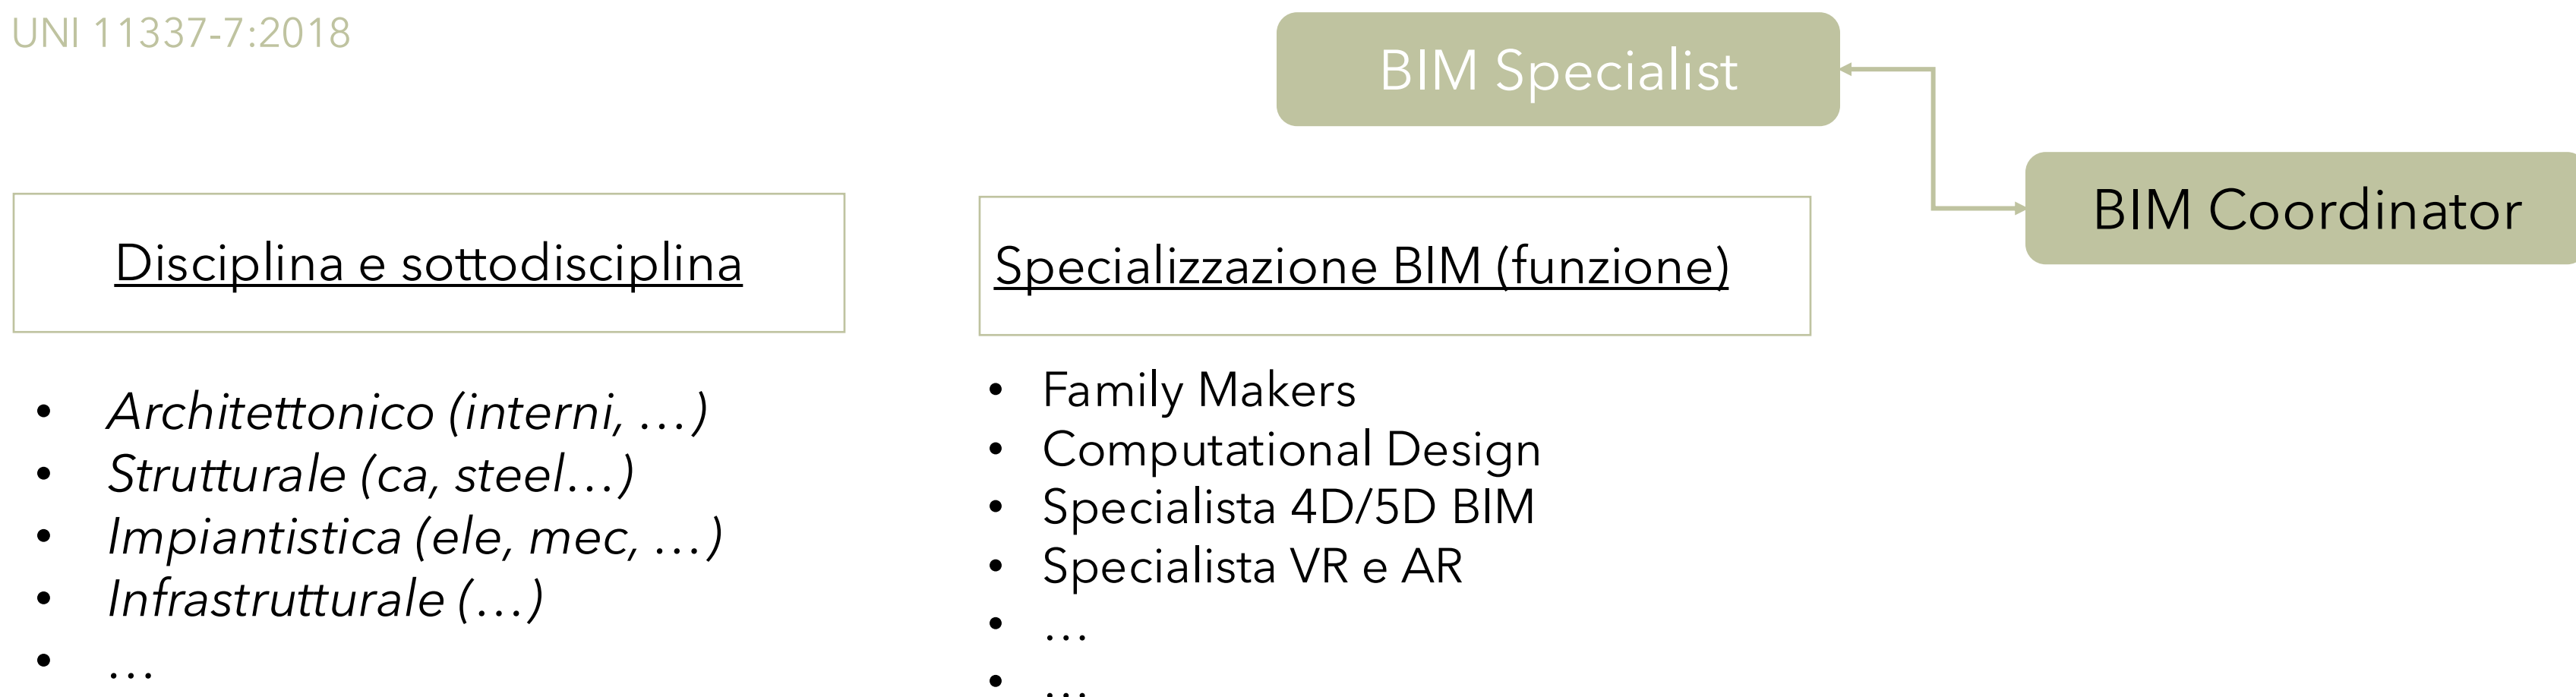 UNI 11337-7:2018
BIM Specialist
BIM Coordinator
Disciplina e sottodisciplina
• Architettonico (interni, …)
• Strutturale (ca, steel…)
• Impiantistica (ele, mec, …)
• Infrastrutturale (…)
• …
Specializzazione BIM (funzione)
• Family Makers
• Computational Design
• Specialista 4D/5D BIM
• Specialista VR e AR
• …
• …